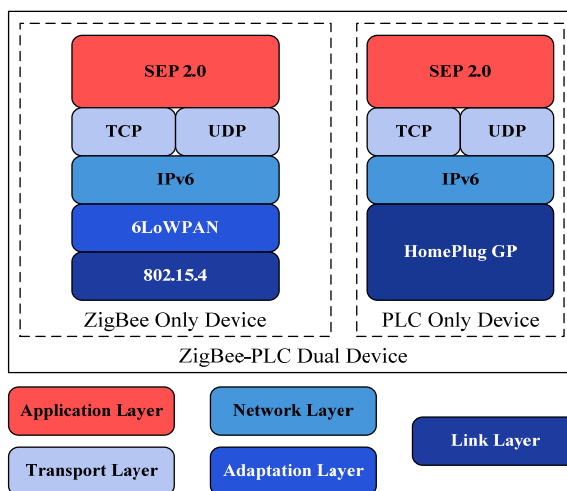 SEP 2.0
TCP
UDP
IPv6
6LoWPAN
802.15.4
ZigBee Only Device
SEP 2.0
TCP
UDP
IPv6
HomePlug GP
PLC Only Device
ZigBee-PLC Dual Device
Application Layer
Network Layer
Link Layer
Transport Layer
Adaptation Layer